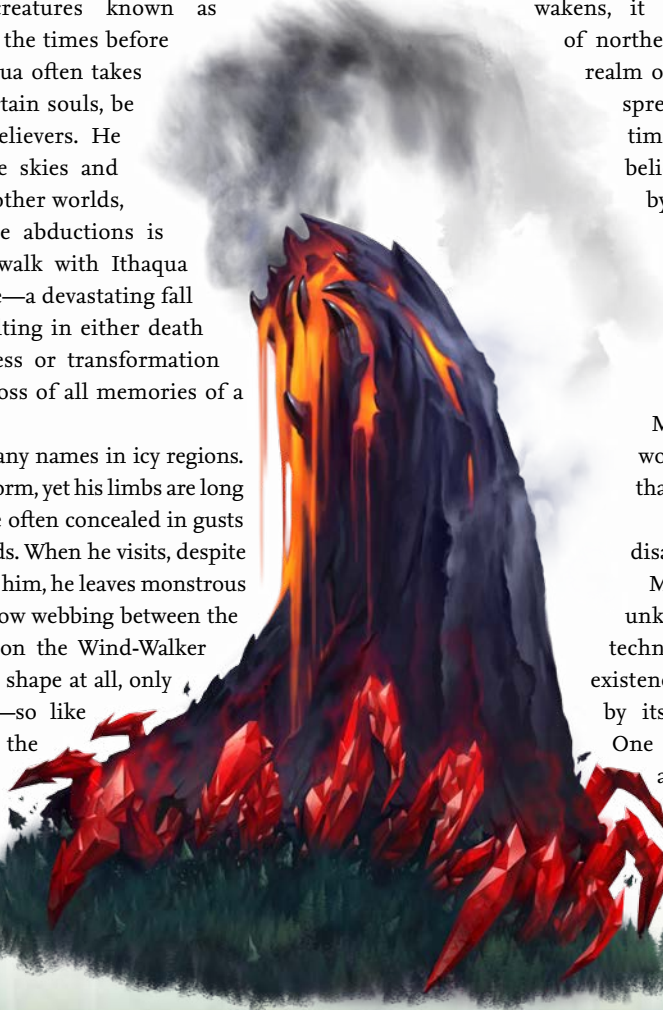 creatures known as
the times before
ua often takes
tain souls, be
elievers. He
e skies and
other worlds,
e abductions is
walk with Ithaqua
e—a devastating fall
lting in either death
ess or transformation
oss of all memories of a
any names in icy regions.
orm, yet his limbs are long
e often concealed in gusts
ds. When he visits, despite
him, he leaves monstrous
ow webbing between the
on the Wind-Walker
shape at all, only
—so like
the
wakens, it
of northe
realm o
spre
tim
beli
by
M
wo
tha
disa
M
unk
techn
existenc
by its
One
a